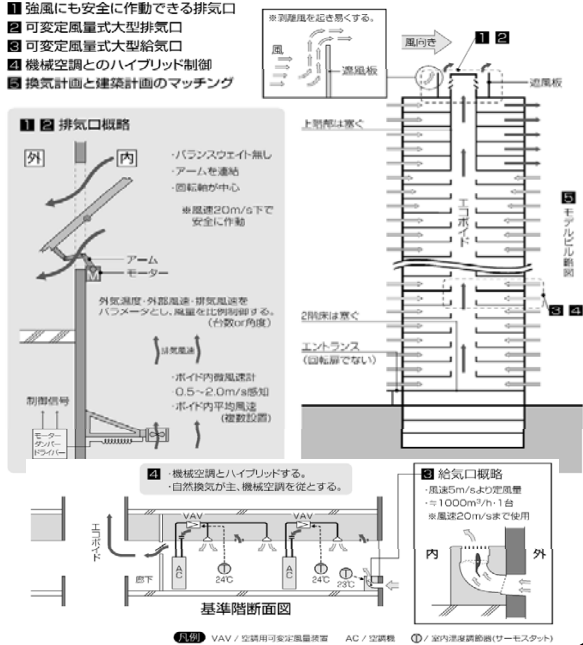 1 強風にも安全に作動できる排気口
2 可変定風量式大型排気口
3 可変定風量式大型給気口
4 機械空調とのハイブリッド制御
5 換気計画と建築計画のマッチング
※剥離風を起き易くする。
風
遮風板
風向き
1 2
遮風板
上階部は塞ぐ
エコボイド
5 モデルビル略図
3 4
2階床は塞ぐ
エントランス
(回転扉でない)
1 2 排気口概略
外
内
・バランスウェイト無し
・アームを連結
・回転軸が中心
※風速20m/s下で
安全に作動
アーム
モーター
外気温度・外部風速・排気風速を
パラメータとし、風量を比例制御する。
(台数or角度)
排気風速
・ボイド内微風速計
・0.5~2.0m/s感知
・ボイド内平均風速
(複数設置)
制御信号
モーター
ダンパー
ドライバー
4 ・機械空調とハイブリッドする。
・自然換気が主、機械空調を従とする。
3 給気口概略
・風速5m/sより定風量
・≒1000m³/h・1台
※風速20m/sまで使用
内
外
エコボイド
廊下
VAV
AC
24℃
VAV
AC
24℃
23℃
基準階断面図
凡例 VAV / 空調用可変定風量装置 AC / 空調機 Ⓣ / 室内温度調節器(サーモスタット)